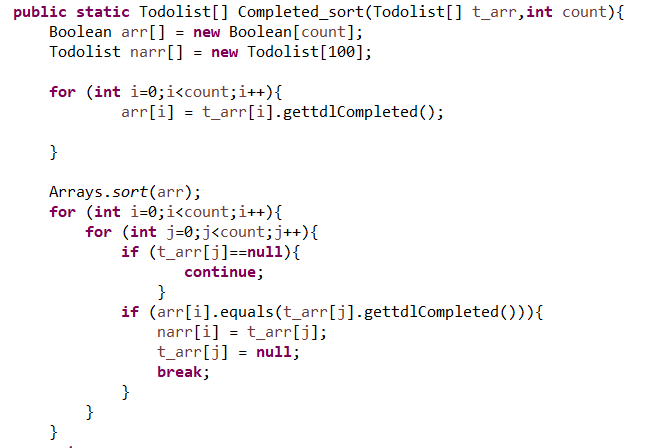 public static Todolist[] Completed_sort(Todolist[] t_arr,int count){
Boolean arr[] = new Boolean[count];
Todolist narr[] = new Todolist[100];
for (int i=0;i<count;i++){
arr[i] = t_arr[i].gettdlCompleted();
}
Arrays.sort(arr);
for (int i=0;i<count;i++){
for (int j=0;j<count;j++){
if (t_arr[j]==null){
continue;
}
if (arr[i].equals(t_arr[j].gettdlCompleted())){
narr[i] = t_arr[j];
t_arr[j] = null;
break;
}
}
}